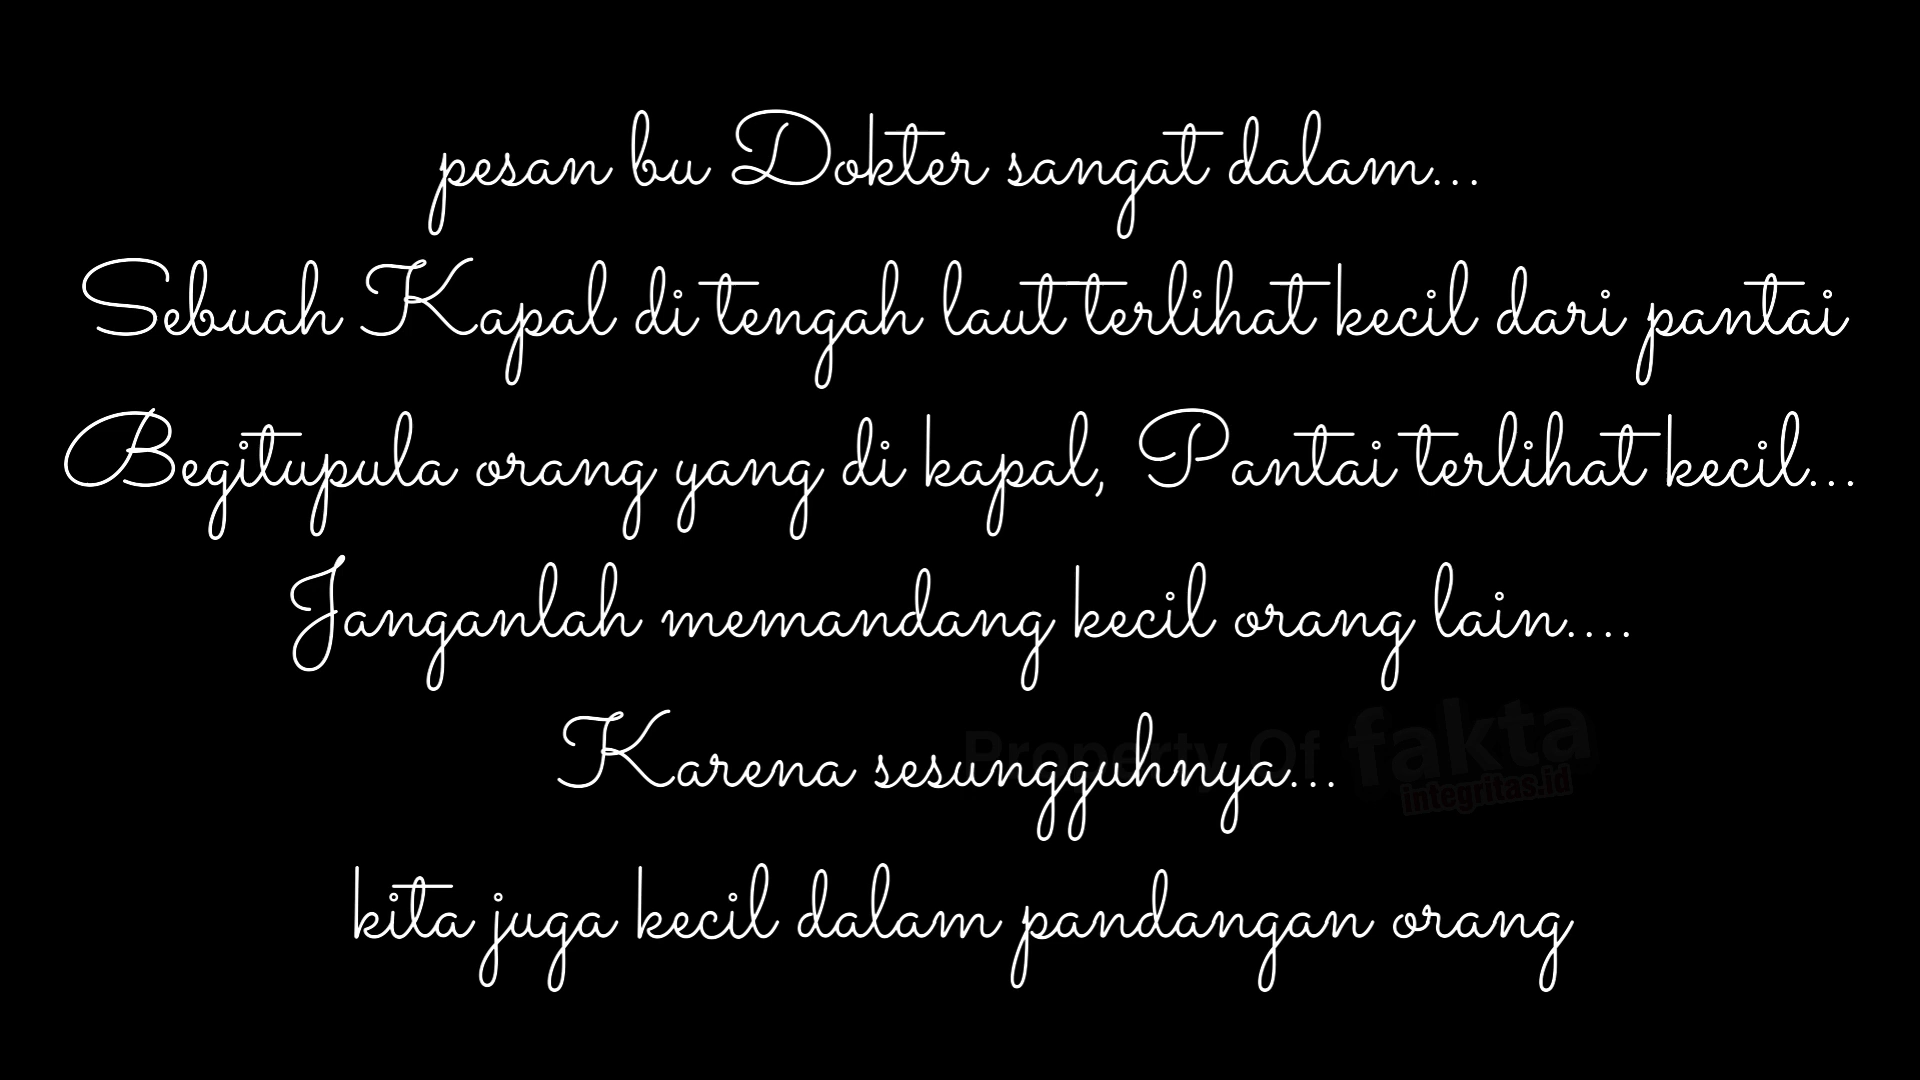 pesan bu Dokter sangat dalam...
Sebuah Kapal di tengah laut terlihat kecil dari pantai
Begitupula orang yang di kapal, Pantai terlihat kecil...
Janganlah memandang kecil orang lain....
Karena sesungguhnya...
Property Of fakta
integritas.id
kita juga kecil dalam pandangan orang